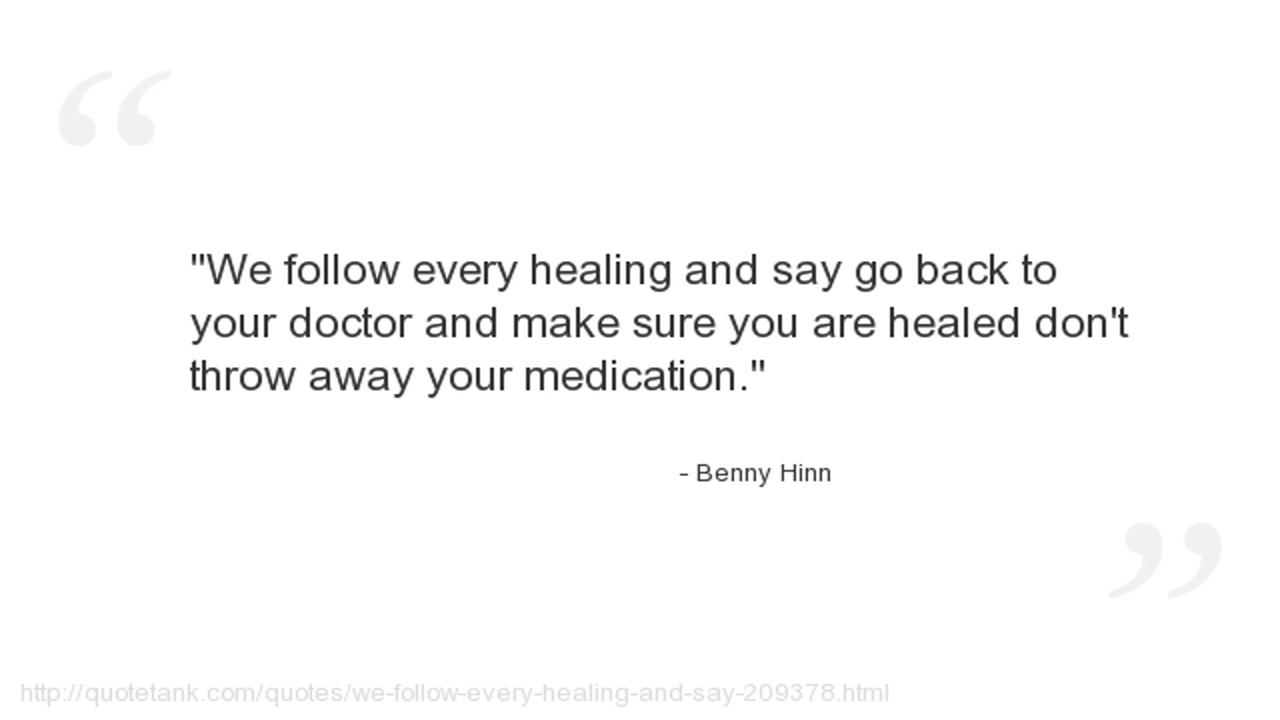 "We follow every healing and say go back to
your doctor and make sure you are healed don't
throw away your medication."
- Benny Hinn
http://quotetank.com/quotes/we-follow-every-healing-and-say-209378.html